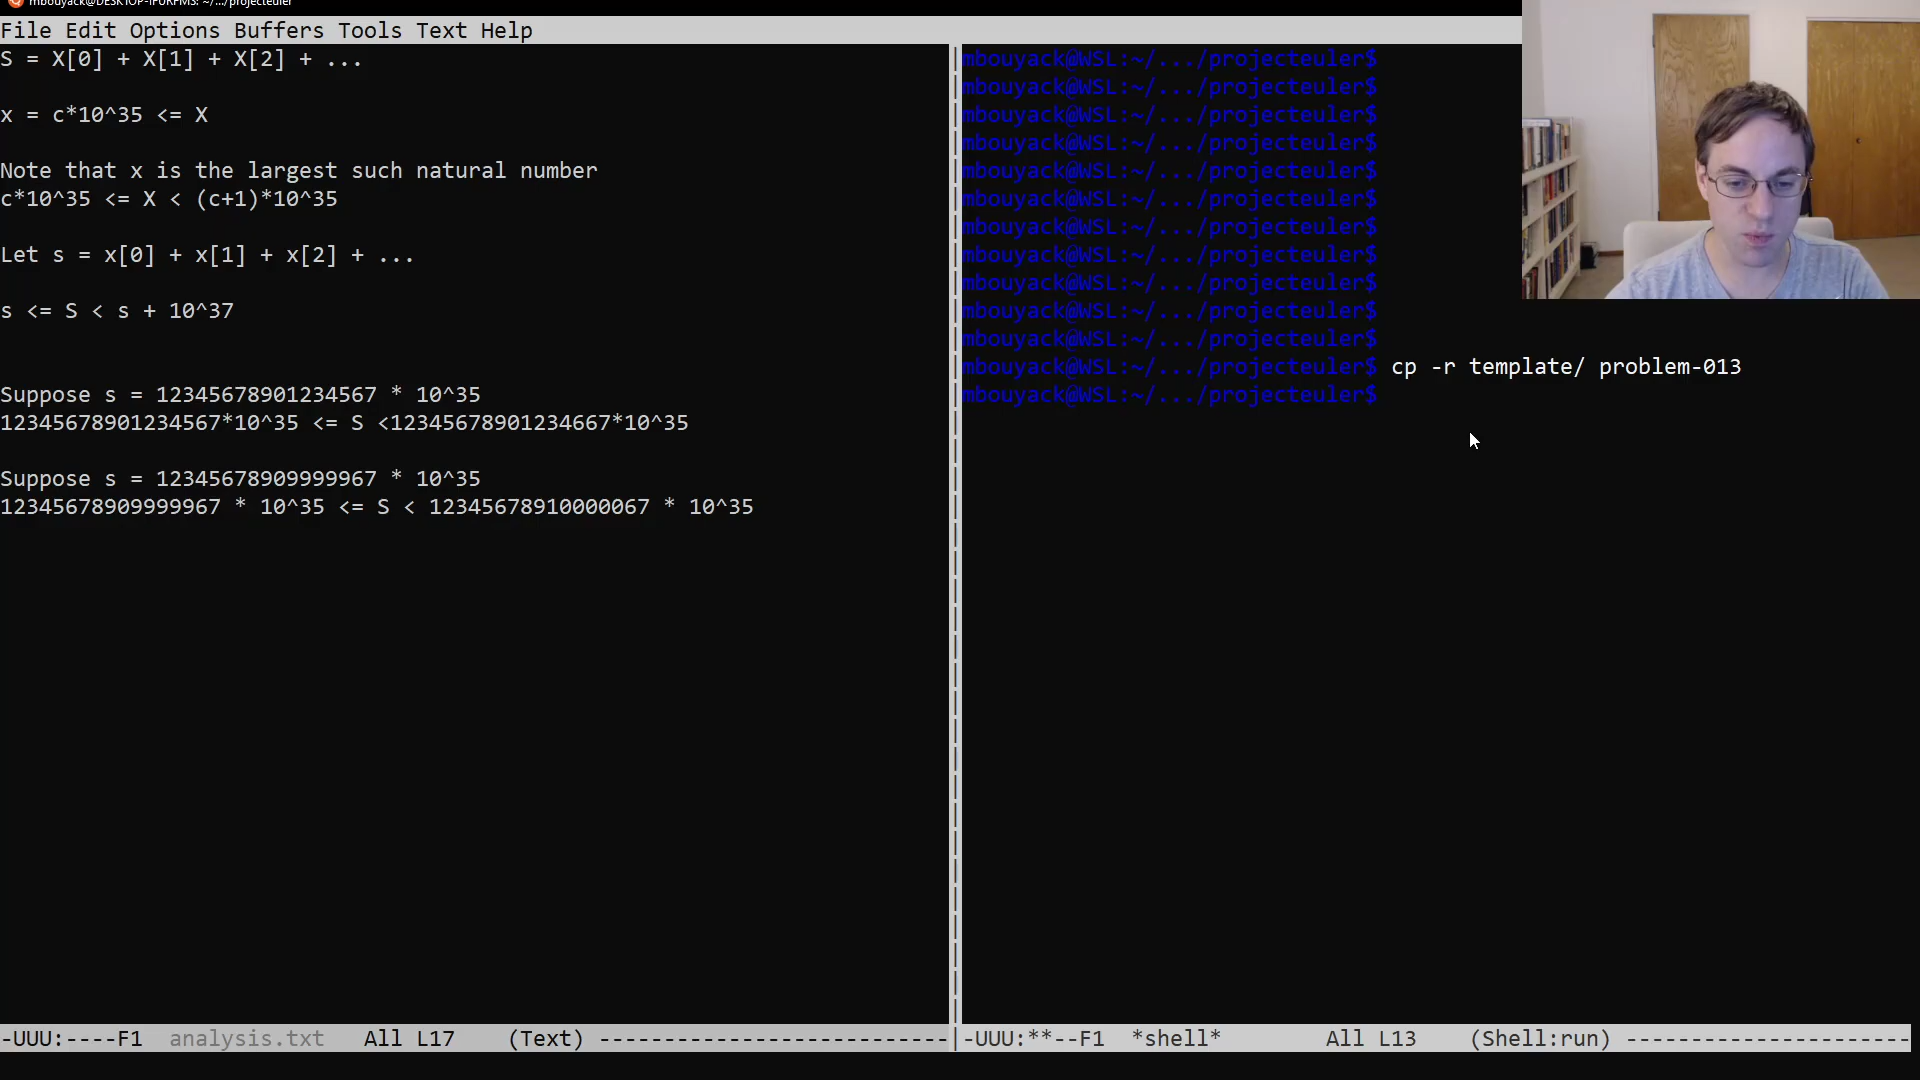 mbouyack@DESKTOP-IFURFMS: ~/.../projecteuler
File Edit Options Buffers Tools Text Help
S = X[0] + X[1] + X[2] + ...
x = c*10^35 <= X
Note that x is the largest such natural number
c*10^35 <= X < (c+1)*10^35
Let s = x[0] + x[1] + x[2] + ...
s <= S < s + 10^37
Suppose s = 12345678901234567 * 10^35
12345678901234567*10^35 <= S <12345678901234667*10^35
Suppose s = 12345678909999967 * 10^35
12345678909999967 * 10^35 <= S < 12345678910000067 * 10^35
-UUU:----F1 analysis.txt All L17 (Text) ---------------------------
mbouyack@WSL:~/.../projecteuler$
mbouyack@WSL:~/.../projecteuler$
mbouyack@WSL:~/.../projecteuler$
mbouyack@WSL:~/.../projecteuler$
mbouyack@WSL:~/.../projecteuler$
mbouyack@WSL:~/.../projecteuler$
mbouyack@WSL:~/.../projecteuler$
mbouyack@WSL:~/.../projecteuler$
mbouyack@WSL:~/.../projecteuler$
mbouyack@WSL:~/.../projecteuler$
mbouyack@WSL:~/.../projecteuler$
mbouyack@WSL:~/.../projecteuler$ cp -r template/ problem-013
mbouyack@WSL:~/.../projecteuler$
-UUU:**--F1 *shell* All L13 (Shell:run) ----------------------